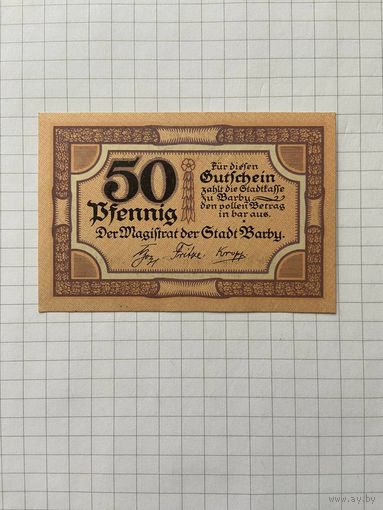 50
Pfennig
Für diesen
Gutschein
zahlt die Stadtkasse
zu Barby
den vollen Betrag
in bar aus.
Der Magistrat der Stadt Barby.
Fritze
www.ay.by